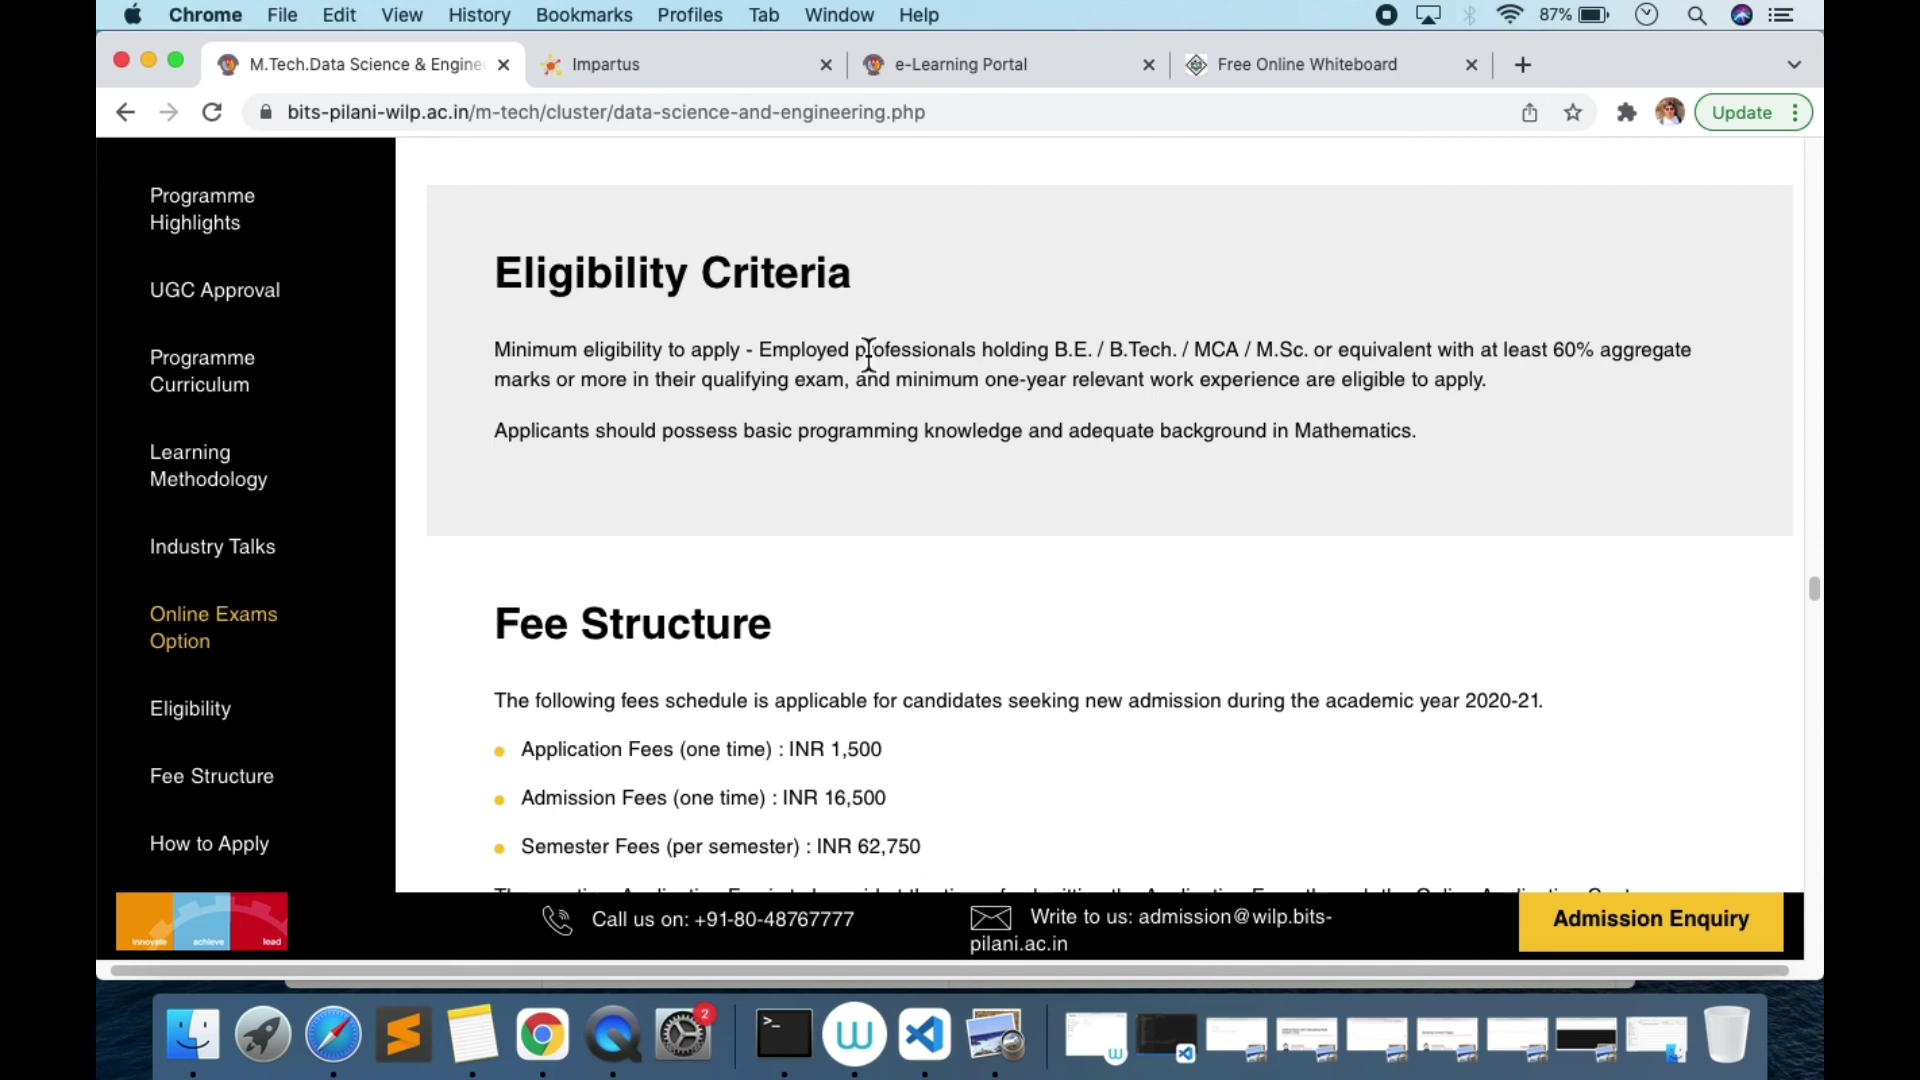 Chrome File Edit View History Bookmarks Profiles Tab Window Help
87%
M.Tech.Data Science & Engine
Impartus
e-Learning Portal
Free Online Whiteboard
bits-pilani-wilp.ac.in/m-tech/cluster/data-science-and-engineering.php
Update
Programme
Highlights
UGC Approval
Programme
Curriculum
Learning
Methodology
Industry Talks
Online Exams
Option
Eligibility
Fee Structure
How to Apply
Eligibility Criteria
Minimum eligibility to apply - Employed professionals holding B.E. / B.Tech. / MCA / M.Sc. or equivalent with at least 60% aggregate
marks or more in their qualifying exam, and minimum one-year relevant work experience are eligible to apply.
Applicants should possess basic programming knowledge and adequate background in Mathematics.
Fee Structure
The following fees schedule is applicable for candidates seeking new admission during the academic year 2020-21.
Application Fees (one time) : INR 1,500
Admission Fees (one time) : INR 16,500
Semester Fees (per semester) : INR 62,750
innovate achieve lead
Call us on: +91-80-48767777
Write to us: admission@wilp.bits-
pilani.ac.in
Admission Enquiry
2